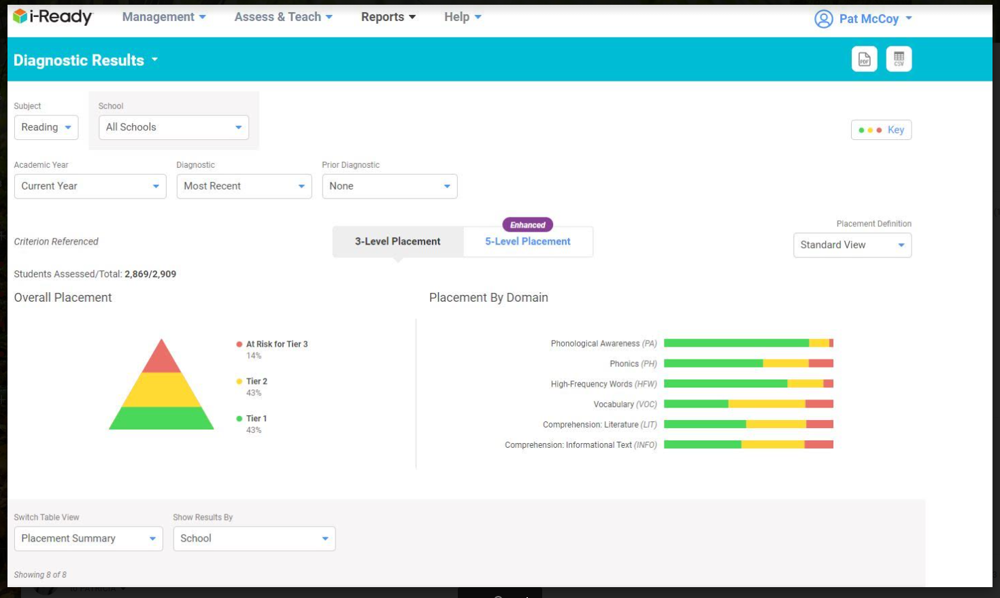 i-Ready Management Assess & Teach Reports Help Pat McCoy
Diagnostic Results PDF CSV
Subject School
Reading All Schools Key
Academic Year Diagnostic Prior Diagnostic
Current Year Most Recent None
Enhanced
Placement Definition
Criterion Referenced 3-Level Placement 5-Level Placement Standard View
Students Assessed/Total: 2,869/2,909
Overall Placement Placement By Domain
At Risk for Tier 3
14%
Tier 2
43%
Tier 1
43%
Phonological Awareness (PA)
Phonics (PH)
High-Frequency Words (HFW)
Vocabulary (VOC)
Comprehension: Literature (LIT)
Comprehension: Informational Text (INFO)
Switch Table View Show Results By
Placement Summary School
Showing 8 of 8
to PATRICIA